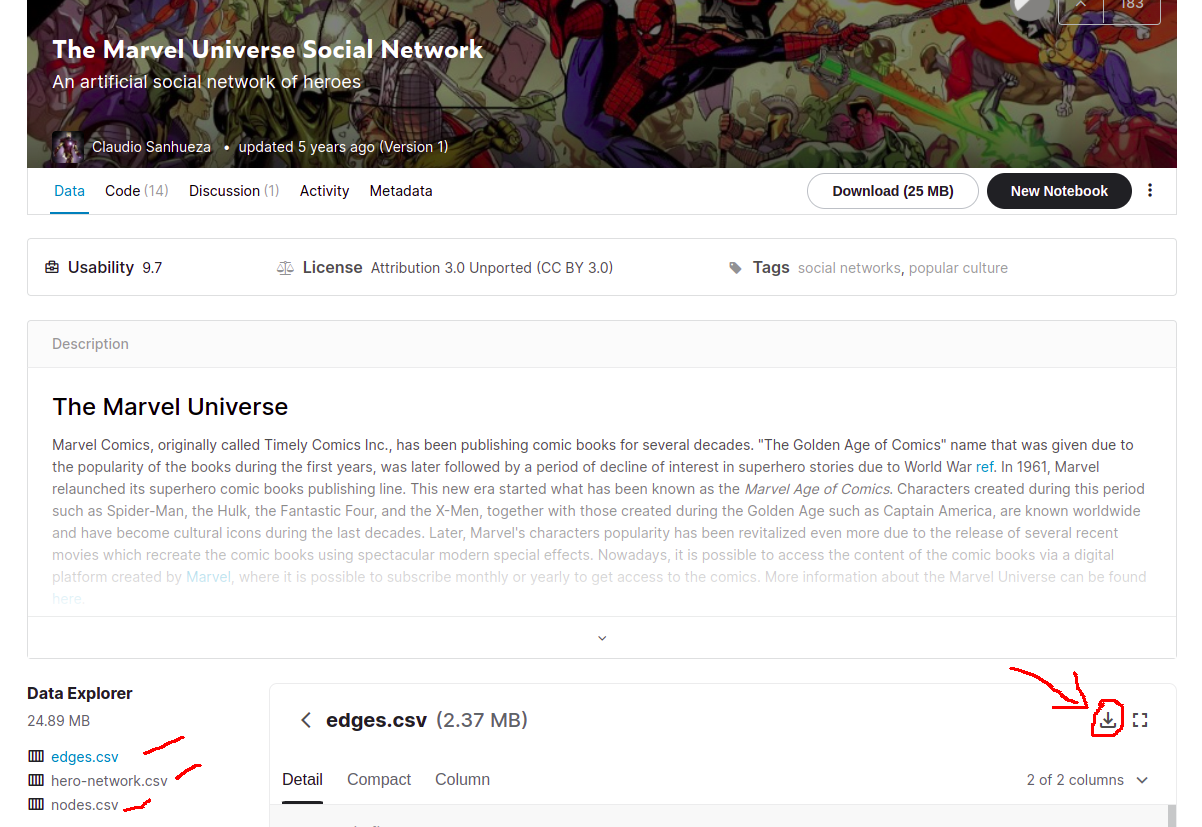 183
The Marvel Universe Social Network
An artificial social network of heroes
Claudio Sanhueza • updated 5 years ago (Version 1)
Data Code (14) Discussion (1) Activity Metadata Download (25 MB) New Notebook
Usability 9.7 License Attribution 3.0 Unported (CC BY 3.0) Tags social networks, popular culture
Description
The Marvel Universe
Marvel Comics, originally called Timely Comics Inc., has been publishing comic books for several decades. "The Golden Age of Comics" name that was given due to
the popularity of the books during the first years, was later followed by a period of decline of interest in superhero stories due to World War ref. In 1961, Marvel
relaunched its superhero comic books publishing line. This new era started what has been known as the Marvel Age of Comics. Characters created during this period
such as Spider-Man, the Hulk, the Fantastic Four, and the X-Men, together with those created during the Golden Age such as Captain America, are known worldwide
and have become cultural icons during the last decades. Later, Marvel's characters popularity has been revitalized even more due to the release of several recent
movies which recreate the comic books using spectacular modern special effects. Nowadays, it is possible to access the content of the comic books via a digital
platform created by Marvel, where it is possible to subscribe monthly or yearly to get access to the comics. More information about the Marvel Universe can be found
here.
Data Explorer
24.89 MB
edges.csv
hero-network.csv
nodes.csv
edges.csv (2.37 MB)
Detail Compact Column 2 of 2 columns